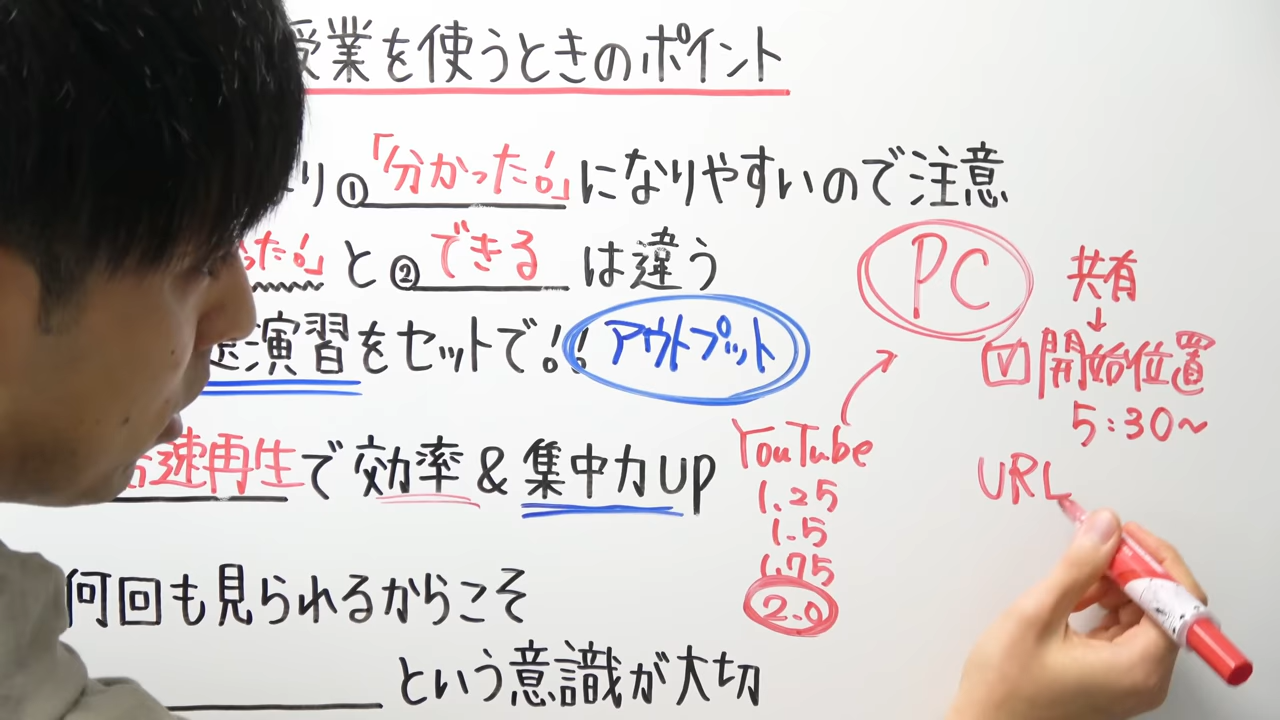 授業を使うときのポイント
り①「分かった!」になりやすいので注意
った!」と②できる は違う
演習をセットで!! アウトプット
高速再生で効率&集中力UP
何回も見られるからこそ
という意識が大切
YouTube
1.25
1.5
1.75
2.0
PC
共有
↓
☑開始位置
5:30~
URL